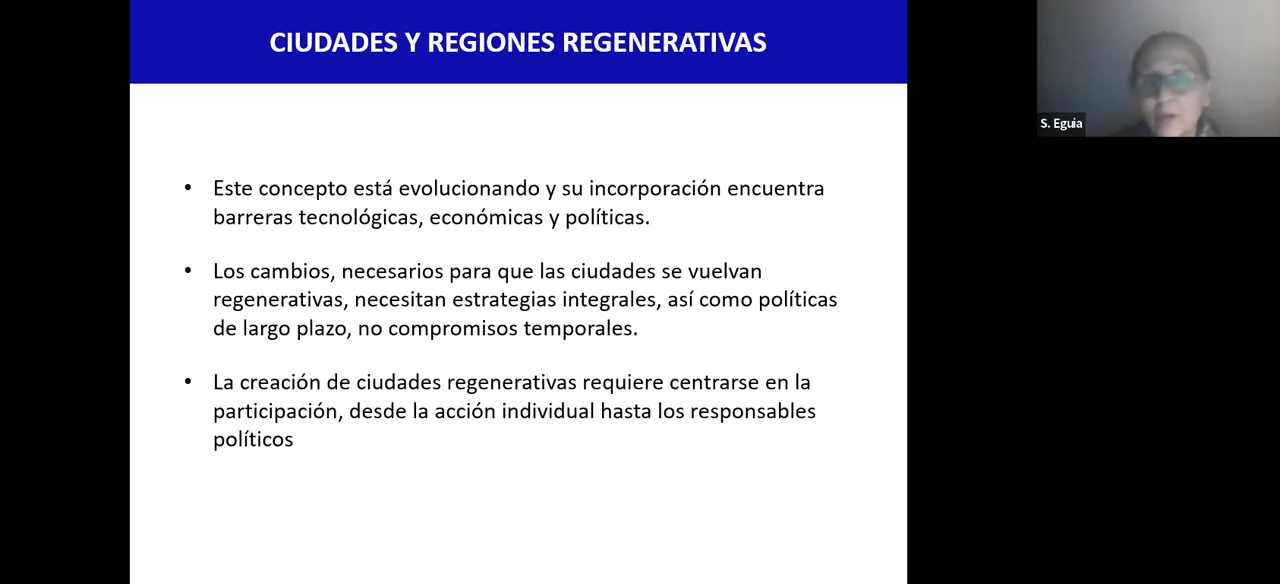 CIUDADES Y REGIONES REGENERATIVAS
• Este concepto está evolucionando y su incorporación encuentra
barreras tecnológicas, económicas y políticas.
• Los cambios, necesarios para que las ciudades se vuelvan
regenerativas, necesitan estrategias integrales, así como políticas
de largo plazo, no compromisos temporales.
• La creación de ciudades regenerativas requiere centrarse en la
participación, desde la acción individual hasta los responsables
políticos
S. Eguia